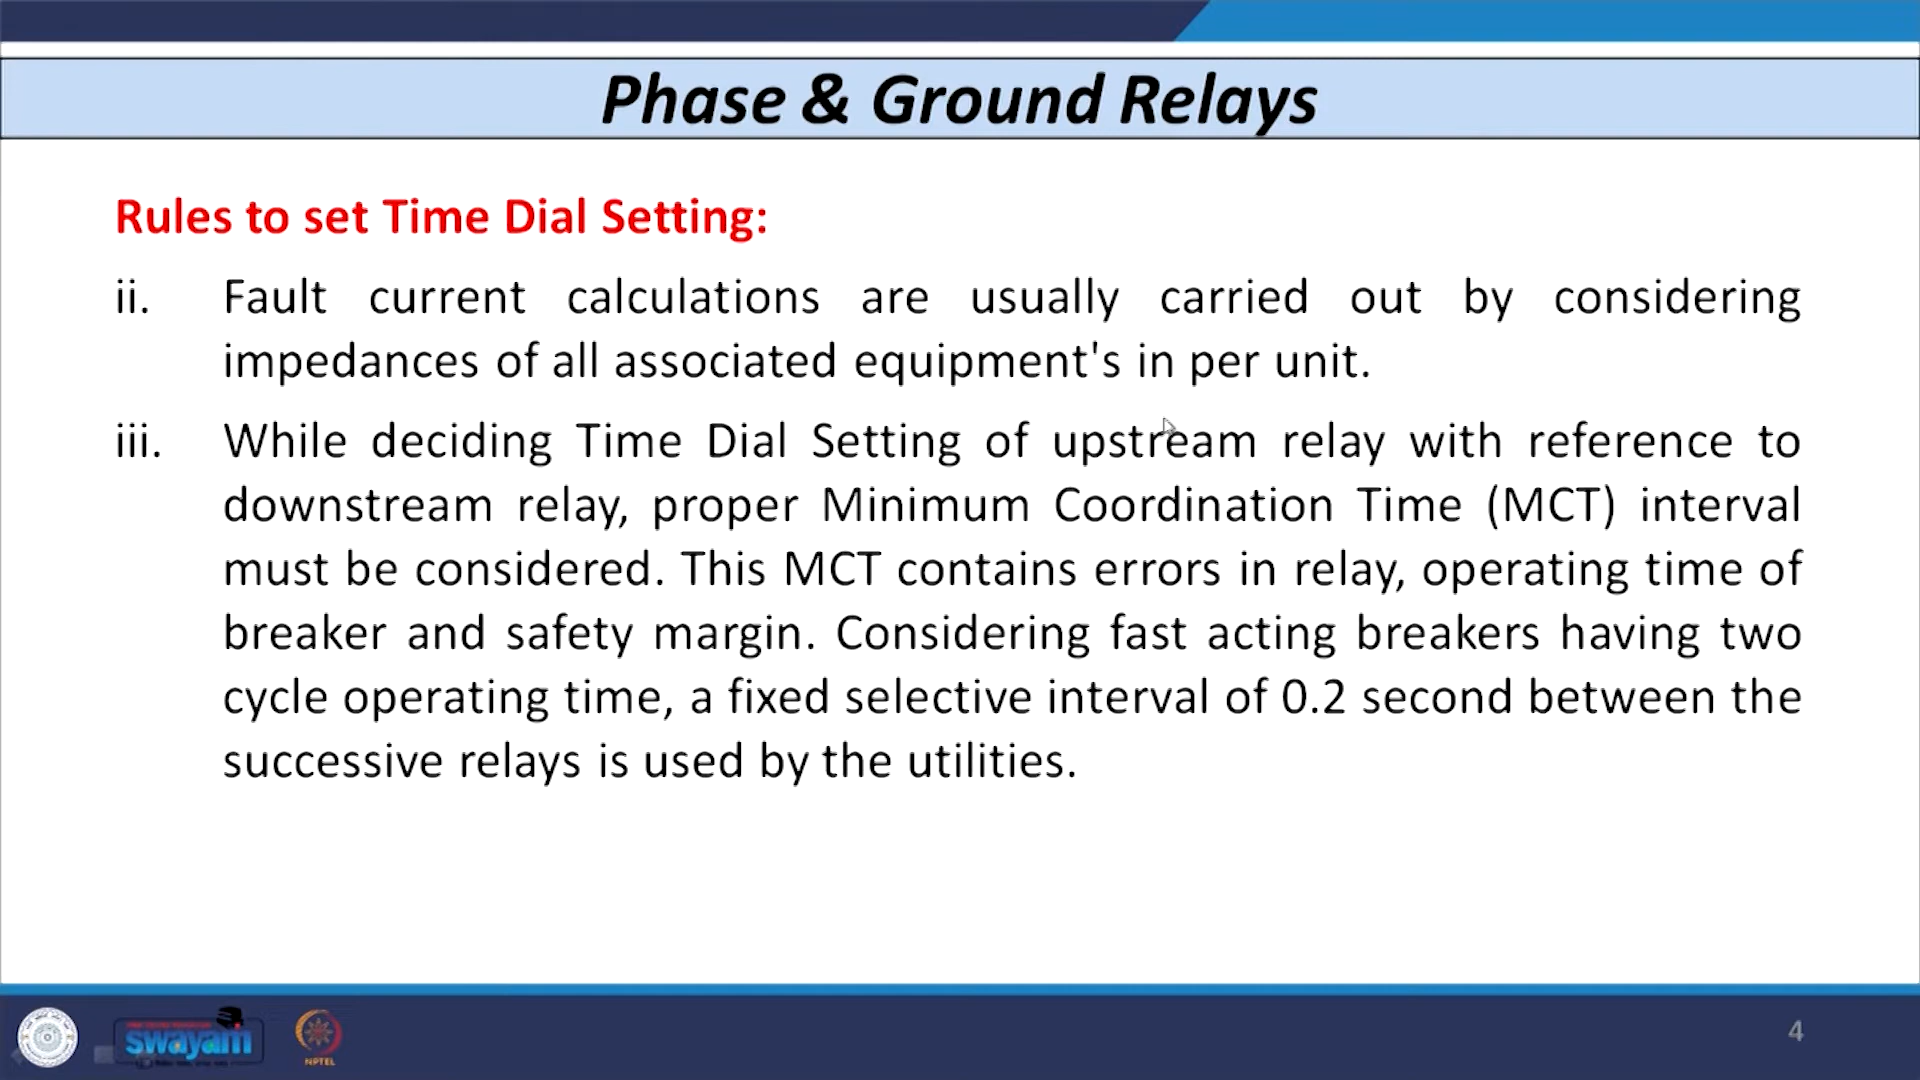 Phase & Ground Relays
Rules to set Time Dial Setting:
ii. Fault current calculations are usually carried out by considering
impedances of all associated equipment's in per unit.
iii. While deciding Time Dial Setting of upstream relay with reference to
downstream relay, proper Minimum Coordination Time (MCT) interval
must be considered. This MCT contains errors in relay, operating time of
breaker and safety margin. Considering fast acting breakers having two
cycle operating time, a fixed selective interval of 0.2 second between the
successive relays is used by the utilities.
swayam
NPTEL
4